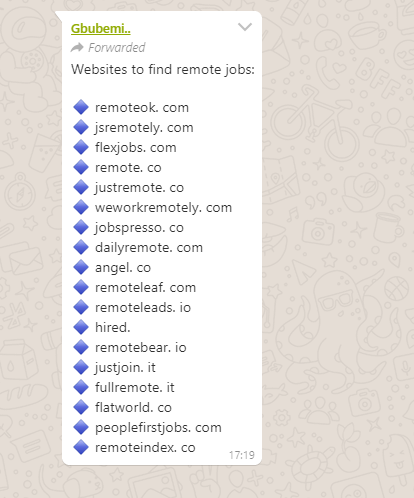 Gbubemi..
Forwarded
Websites to find remote jobs:
remoteok. com
jsremotely. com
flexjobs. com
remote. co
justremote. co
weworkremotely. com
jobspresso. co
dailyremote. com
angel. co
remoteleaf. com
remoteleads. io
hired.
remotebear. io
justjoin. it
fullremote. it
flatworld. co
peoplefirstjobs. com
remoteindex. co
17:19